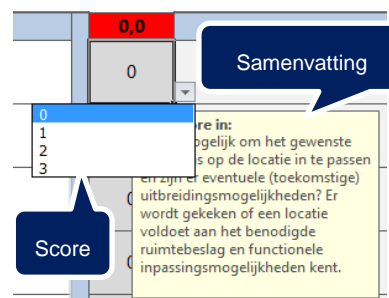 0,0
0
Samenvatting
0
1
2
3
re in:
ogelijk om het gewenste
is op de locatie in te passen
en zijn er eventuele (toekomstige)
uitbreidingsmogelijkheden? Er
wordt gekeken of een locatie
voldoet aan het benodigde
ruimtebeslag en functionele
inpassingsmogelijkheden kent.
Score